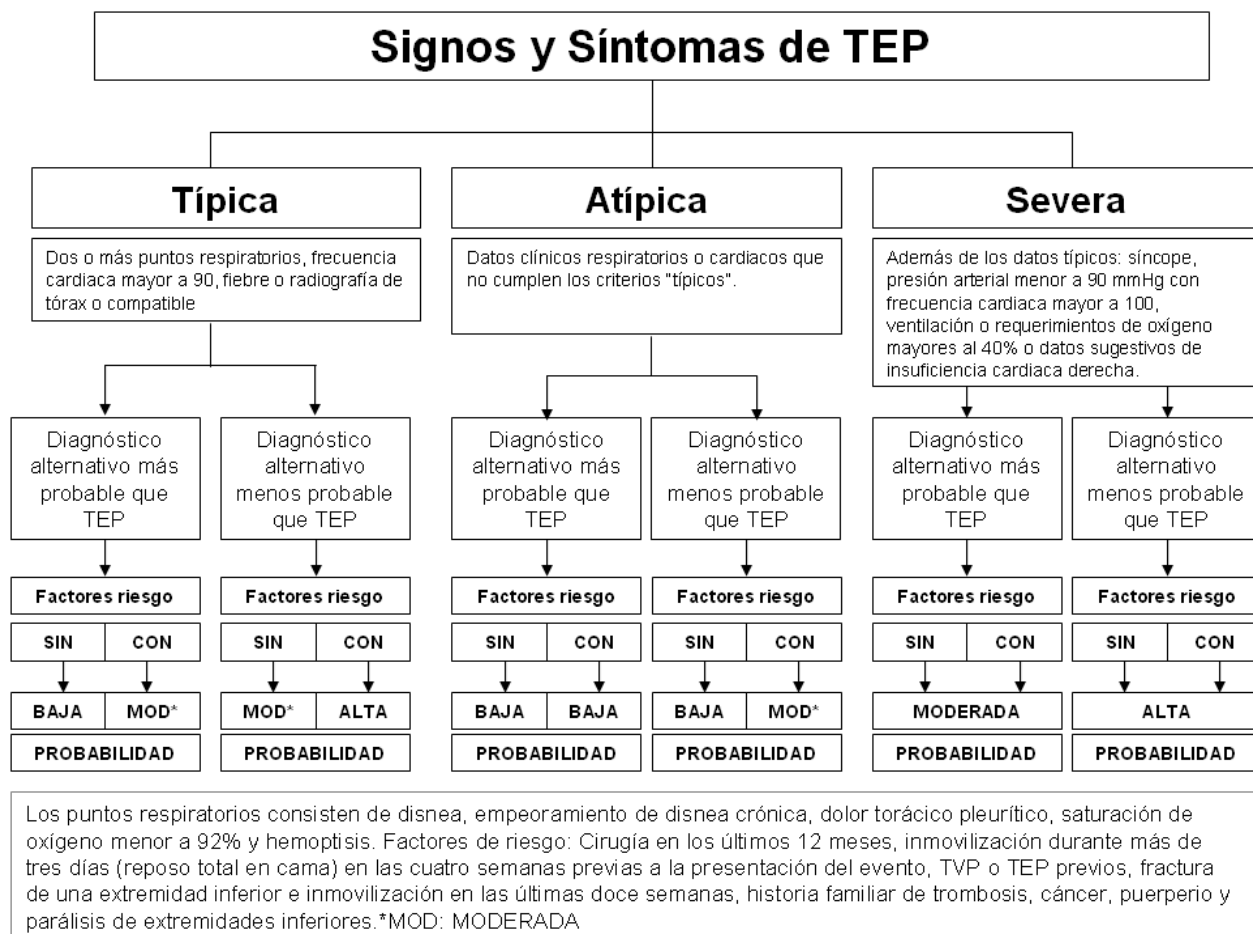 Signos y Síntomas de TEP
Típica
Dos o más puntos respiratorios, frecuencia
cardiaca mayor a 90, fiebre o radiografía de
tórax o compatible
Atípica
Datos clínicos respiratorios o cardiacos que
no cumplen los criterios "típicos".
Severa
Además de los datos típicos: síncope,
presión arterial menor a 90 mmHg con
frecuencia cardiaca mayor a 100,
ventilación o requerimientos de oxígeno
mayores al 40% o datos sugestivos de
insuficiencia cardiaca derecha.
Diagnóstico
alternativo más
probable que
TEP
Diagnóstico
alternativo
menos probable
que TEP
Diagnóstico
alternativo más
probable que
TEP
Diagnóstico
alternativo
menos probable
que TEP
Diagnóstico
alternativo más
probable que
TEP
Diagnóstico
alternativo
menos probable
que TEP
Factores riesgo
Factores riesgo
Factores riesgo
Factores riesgo
Factores riesgo
Factores riesgo
SIN CON
SIN CON
SIN CON
SIN CON
SIN CON
SIN CON
BAJA MOD*
MOD* ALTA
BAJA BAJA
BAJA MOD*
MODERADA
ALTA
PROBABILIDAD
PROBABILIDAD
PROBABILIDAD
PROBABILIDAD
PROBABILIDAD
PROBABILIDAD
Los puntos respiratorios consisten de disnea, empeoramiento de disnea crónica, dolor torácico pleurítico, saturación de
oxígeno menor a 92% y hemoptisis. Factores de riesgo: Cirugía en los últimos 12 meses, inmovilización durante más de
tres días (reposo total en cama) en las cuatro semanas previas a la presentación del evento, TVP o TEP previos, fractura
de una extremidad inferior e inmovilización en las últimas doce semanas, historia familiar de trombosis, cáncer, puerperio y
parálisis de extremidades inferiores.*MOD: MODERADA